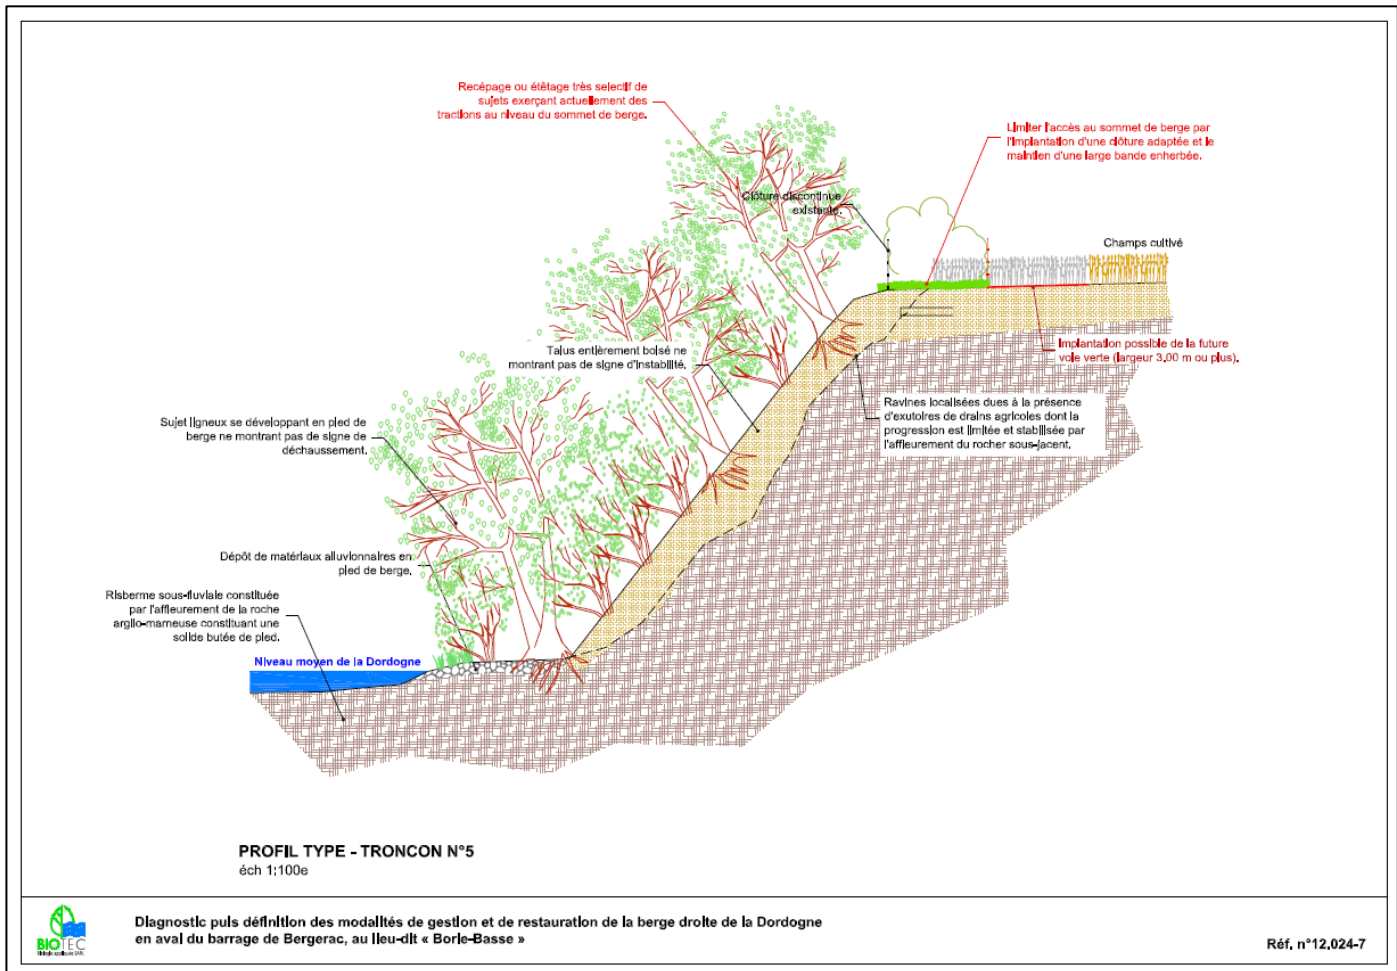 Recépage ou étêtage très selectif de
sujets exerçant actuellement des
tractions au niveau du sommet de berge.
Limiter l'accès au sommet de berge par
l'implantation d'une clôture adaptée et le
maintien d'une large bande enherbée.
Clôture discontinue
existante.
Champs cultivé
Talus entièrement boisé ne
montrant pas de signe d'instabilité.
Implantation possible de la future
voie verte (largeur 3.00 m ou plus).
Ravines localisées dues à la présence
d'exutoires de drains agricoles dont la
progression est limitée et stabilisée par
l'affleurement du rocher sous-jacent.
Sujet ligneux se développant en pied de
berge ne montrant pas de signe de
déchaussement.
Dépôt de matériaux alluvionnaires en
pied de berge.
Risberme sous-fluviale constituée
par l'affleurement de la roche
argilo-marneuse constituant une
solide butée de pied.
Niveau moyen de la Dordogne
PROFIL TYPE - TRONCON N°5
éch 1:100e
BIOTEC
Diagnostic puis définition des modalités de gestion et de restauration de la berge droite de la Dordogne
en aval du barrage de Bergerac, au lieu-dit « Borie-Basse »
Réf. n°12.024-7